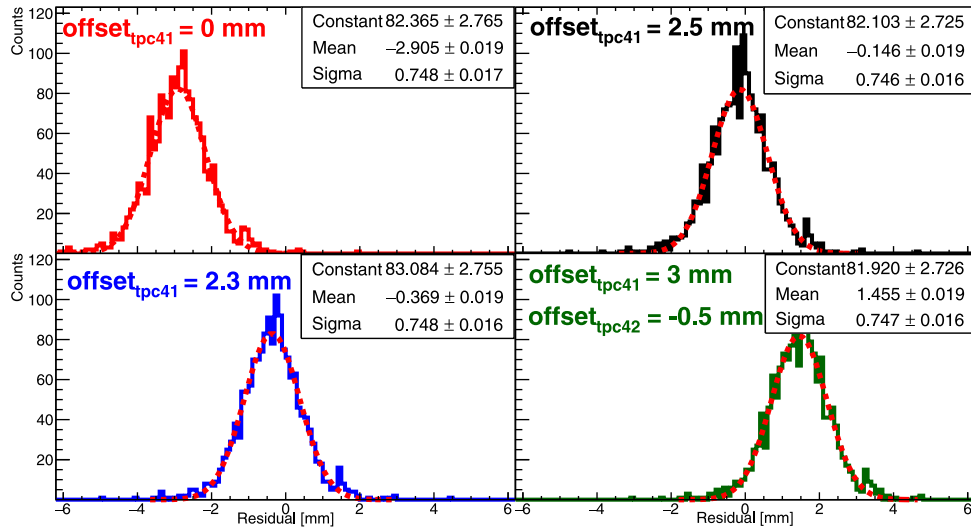 Counts
120
100
80
60
40
20
offset_tpc41 = 0 mm
Constant 82.365 ± 2.765
Mean −2.905 ± 0.019
Sigma 0.748 ± 0.017
offset_tpc41 = 2.5 mm
Constant 82.103 ± 2.725
Mean −0.146 ± 0.019
Sigma 0.746 ± 0.016
Counts
120
100
80
60
40
20
offset_tpc41 = 2.3 mm
Constant 83.084 ± 2.755
Mean −0.369 ± 0.019
Sigma 0.748 ± 0.016
offset_tpc41 = 3 mm
offset_tpc42 = -0.5 mm
Constant 81.920 ± 2.726
Mean 1.455 ± 0.019
Sigma 0.747 ± 0.016
−6 −4 −2 0 2 4 6
Residual [mm]
−6 −4 −2 0 2 4 6
Residual [mm]